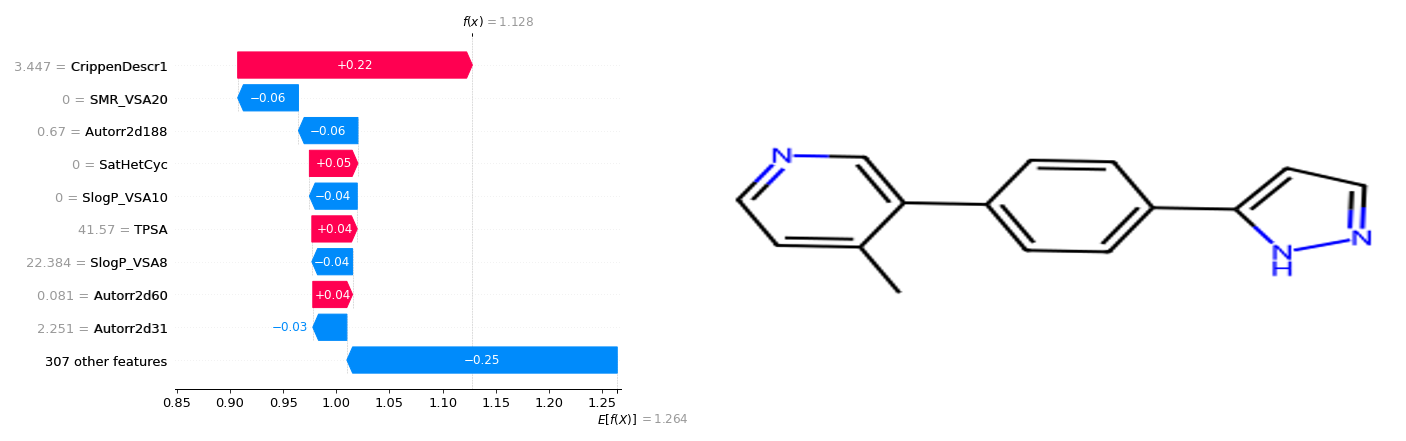 f(x) = 1.128
3.447 = CrippenDescr1
+0.22
0 = SMR_VSA20
−0.06
0.67 = Autorr2d188
−0.06
0 = SatHetCyc
+0.05
0 = SlogP_VSA10
−0.04
41.57 = TPSA
+0.04
22.384 = SlogP_VSA8
−0.04
0.081 = Autorr2d60
+0.04
2.251 = Autorr2d31
−0.03
307 other features
−0.25
0.85 0.90 0.95 1.00 1.05 1.10 1.15 1.20 1.25
E[f(X)] = 1.264
N
N
N
H